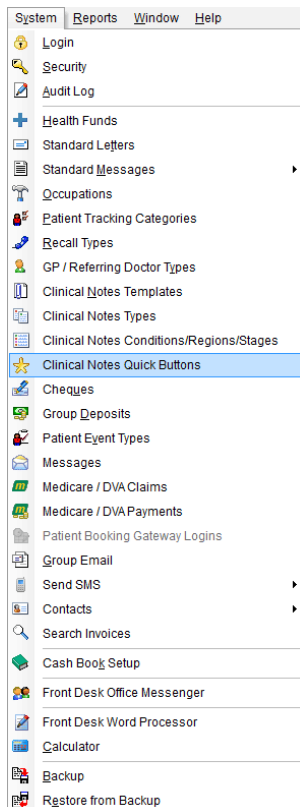 System Reports Window Help
Login
Security
Audit Log
Health Funds
Standard Letters
Standard Messages
Occupations
Patient Tracking Categories
Recall Types
GP / Referring Doctor Types
Clinical Notes Templates
Clinical Notes Types
Clinical Notes Conditions/Regions/Stages
Clinical Notes Quick Buttons
Cheques
Group Deposits
Patient Event Types
Messages
Medicare / DVA Claims
Medicare / DVA Payments
Patient Booking Gateway Logins
Group Email
Send SMS
Contacts
Search Invoices
Cash Book Setup
Front Desk Office Messenger
Front Desk Word Processor
Calculator
Backup
Restore from Backup